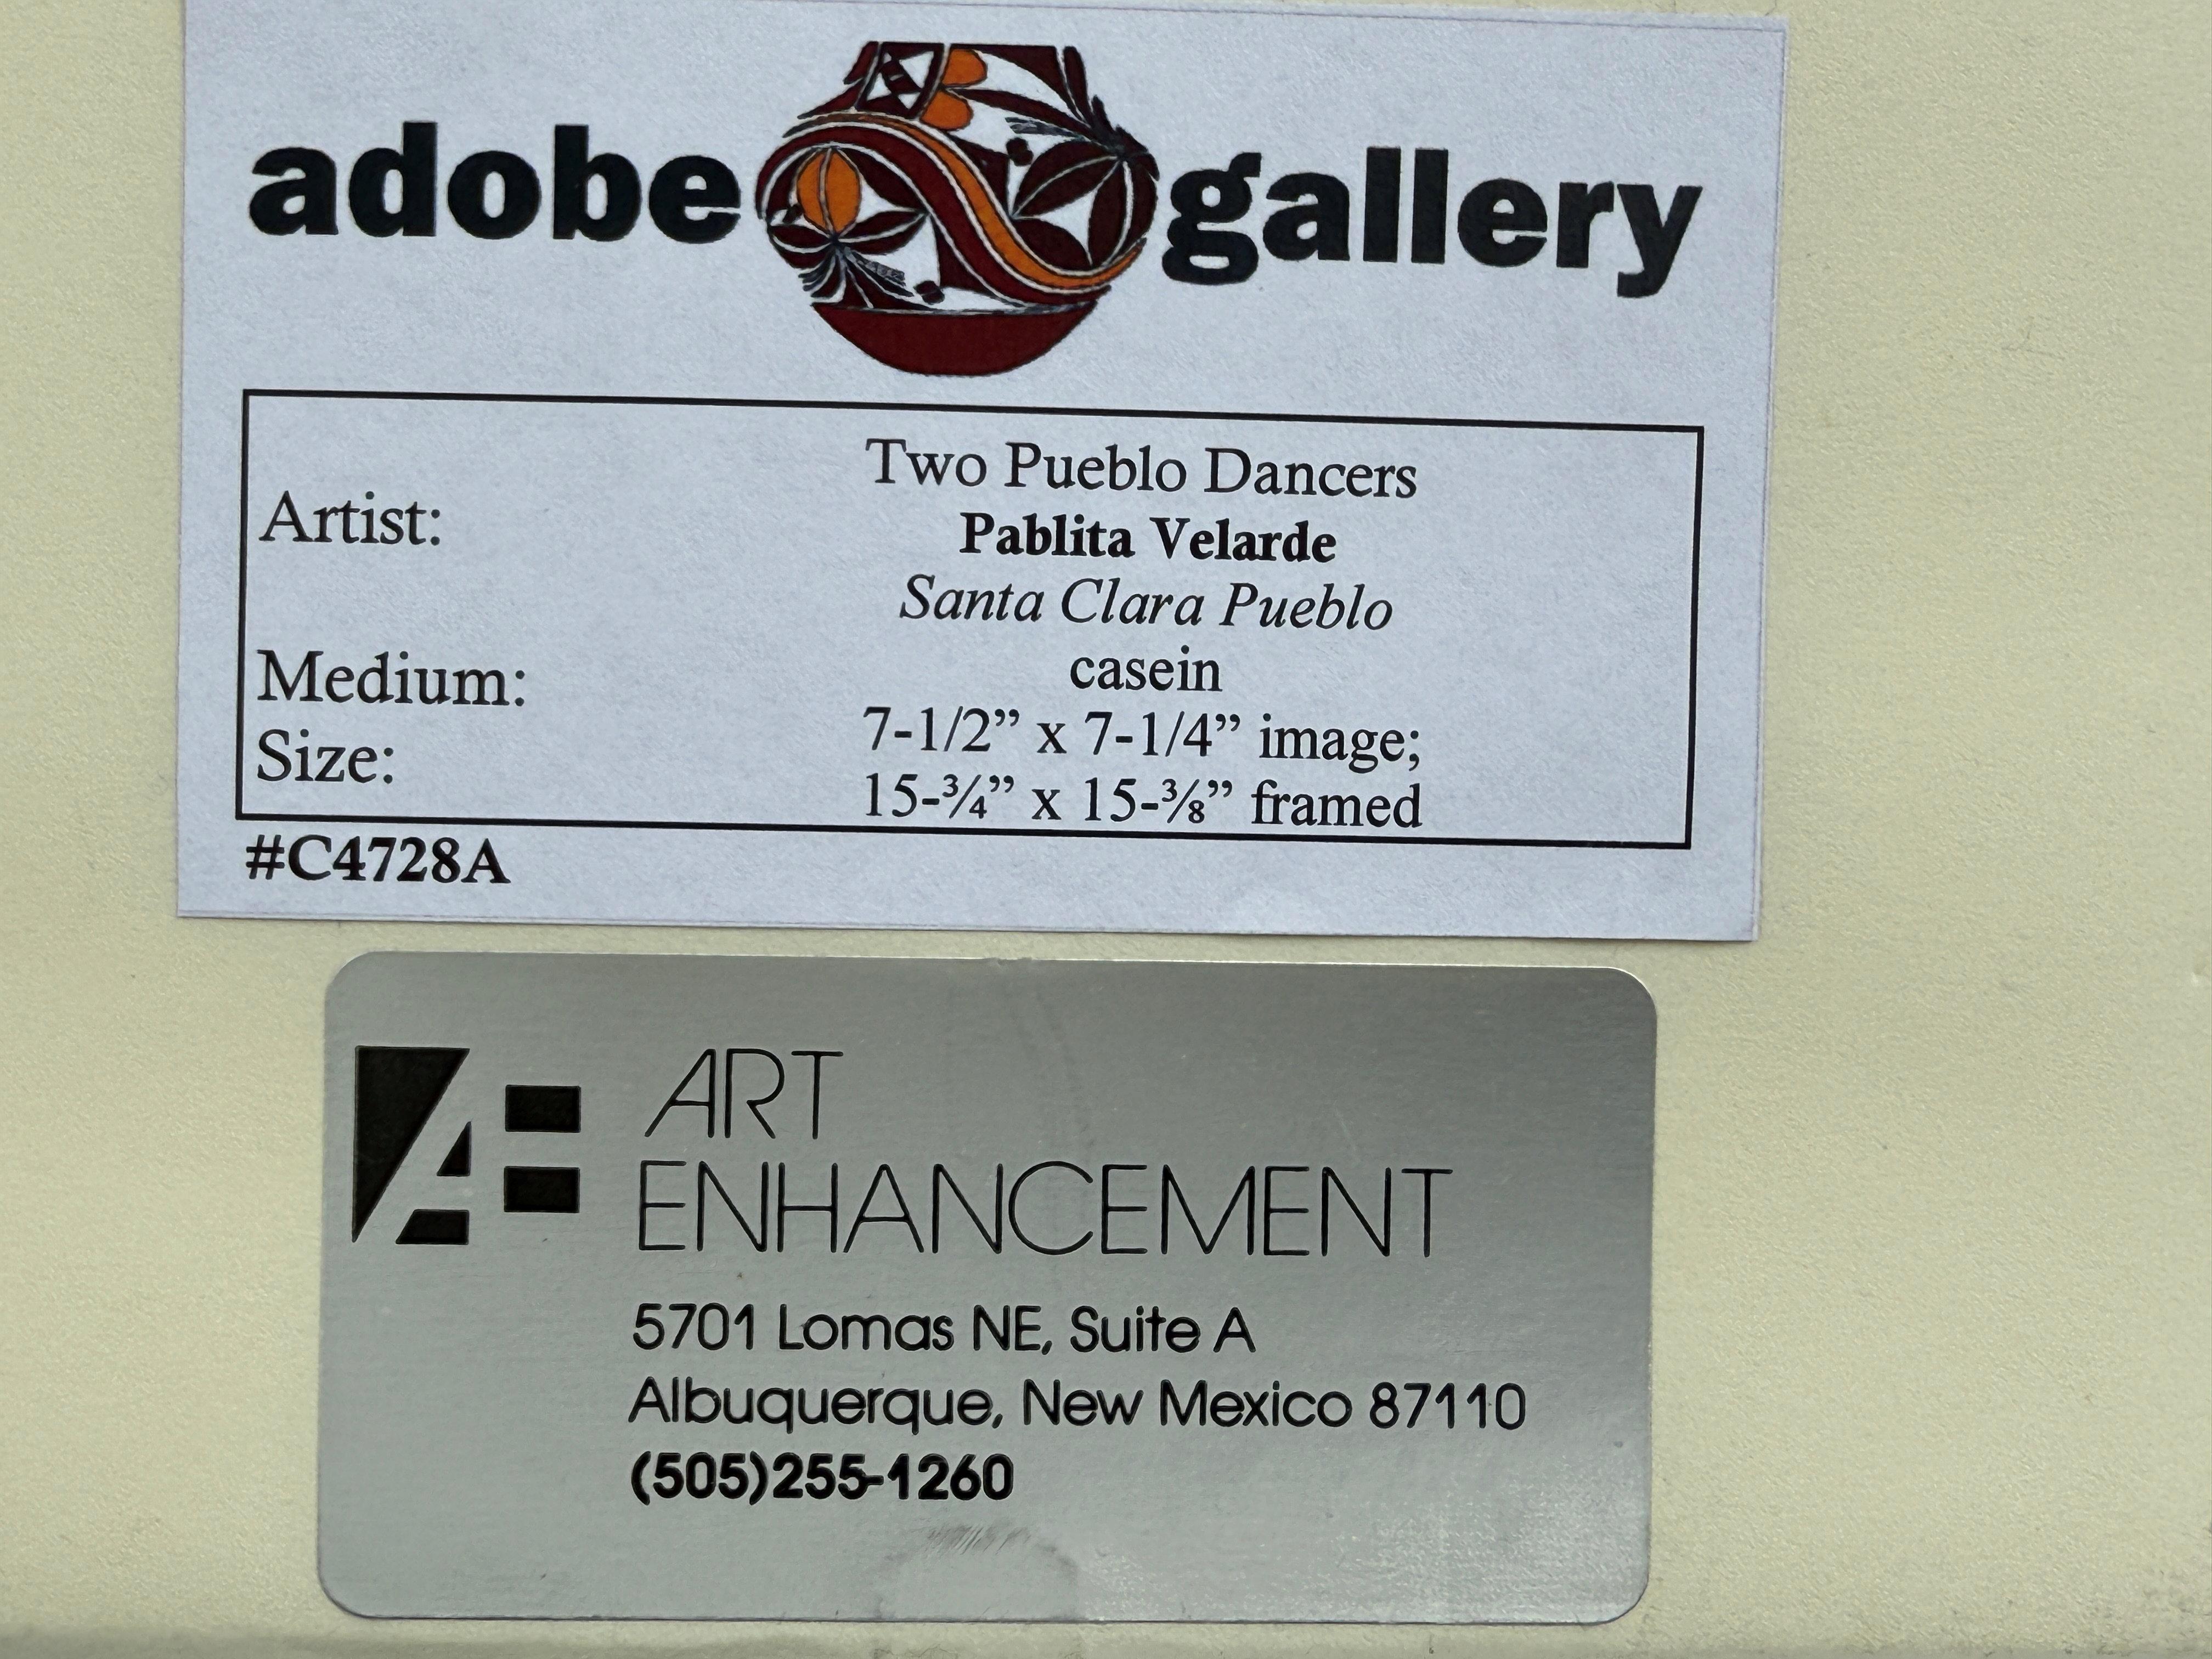 adobe gallery
Two Pueblo Dancers
Artist: Pablita Velarde
Santa Clara Pueblo
Medium: casein
Size: 7-1/2” x 7-1/4” image;
15-¾” x 15-⅜” framed
#C4728A
AE ART
ENHANCEMENT
5701 Lomas NE, Suite A
Albuquerque, New Mexico 87110
(505)255-1260